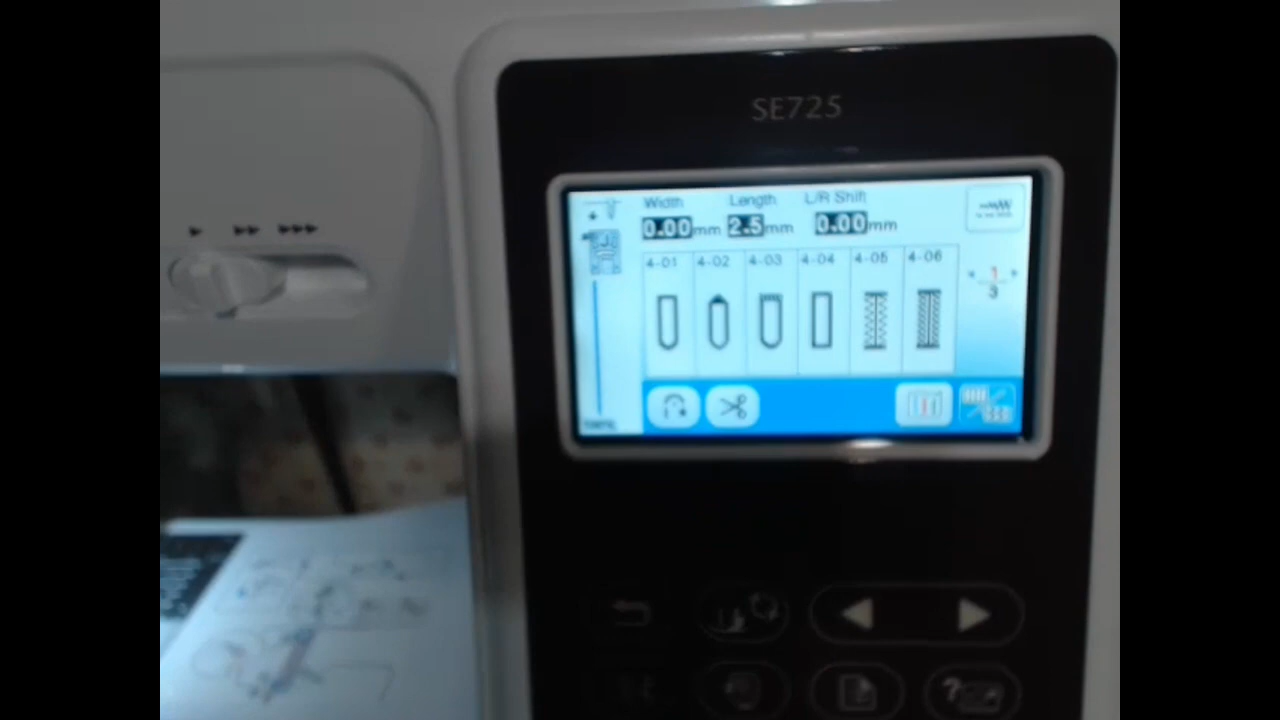 SE725
Width Length L/R Shift
0.00mm 2.5mm 0.00mm
4-01 4-02 4-03 4-04 4-05 4-06
1
3
100%
?